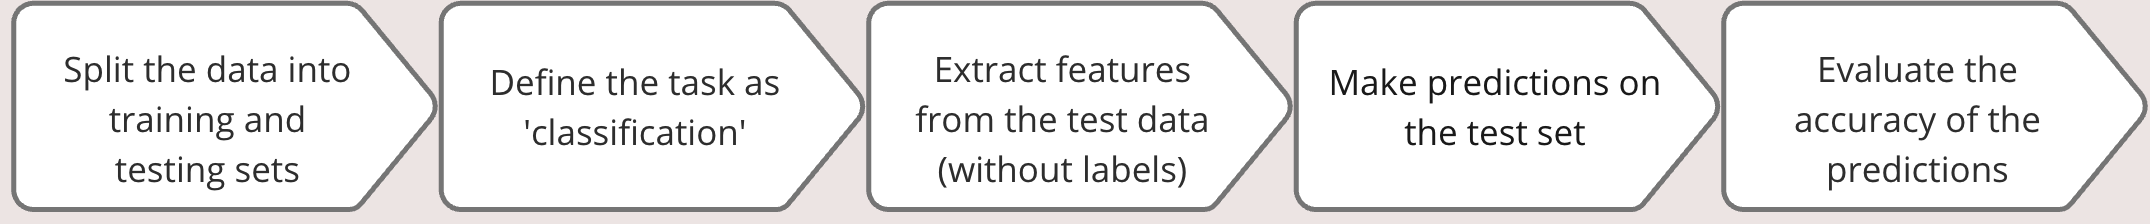 Split the data into
training and
testing sets
Define the task as
'classification'
Extract features
from the test data
(without labels)
Make predictions on
the test set
Evaluate the
accuracy of the
predictions